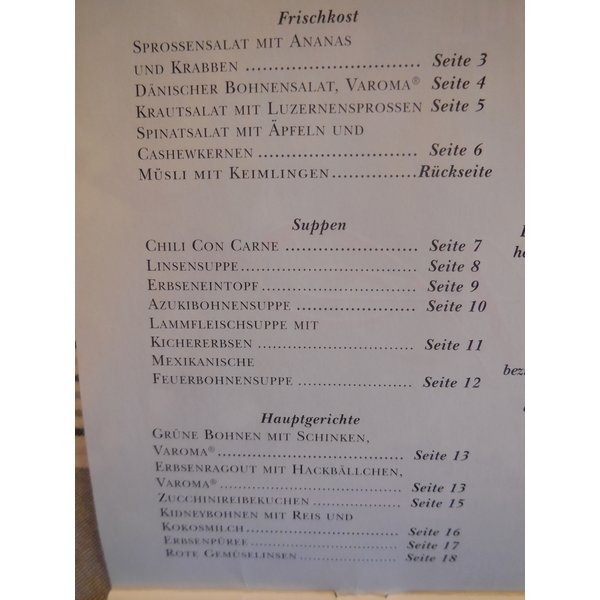 Frischkost
Sprossensalat mit Ananas
und Krabben .............................. Seite 3
Dänischer Bohnensalat, Varoma® Seite 4
Krautsalat mit Luzernensprossen Seite 5
Spinatsalat mit Äpfeln und
Cashewkernen ........................... Seite 6
Müsli mit Keimlingen...............Rückseite
Suppen
Chili Con Carne ....................... Seite 7
Linsensuppe.............................. Seite 8
Erbseneintopf ........................... Seite 9
Azukibohnensuppe ..................... Seite 10
Lammfleischsuppe mit
Kichererbsen ........................... Seite 11
Mexikanische
Feuerbohnensuppe .................... Seite 12
bez
Hauptgerichte
Grüne Bohnen mit Schinken,
Varoma®................................. Seite 13
Erbsenragout mit Hackbällchen,
Varoma®................................. Seite 13
Zucchinireibekuchen ................. Seite 15
Kidneybohnen mit Reis und
Kokosmilch.............................. Seite 16
Erbsenpüree ............................ Seite 17
Rote Gemüselinsen.................... Seite 18